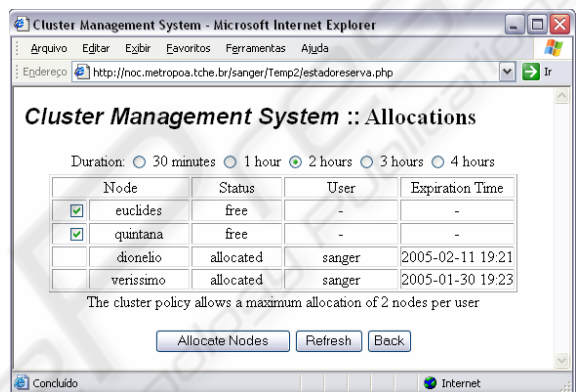 Cluster Management System - Microsoft Internet Explorer
Arquivo Editar Exibir Favoritos Ferramentas Ajuda
Endereço http://noc.metropoa.tche.br/sanger/Temp2/estadoreserva.php Ir
Cluster Management System :: Allocations
Duration: 30 minutes 1 hour 2 hours 3 hours 4 hours
Node Status User Expiration Time
euclides free - -
quintana free - -
dionelio allocated sanger 2005-02-11 19:21
verissimo allocated sanger 2005-01-30 19:23
The cluster policy allows a maximum allocation of 2 nodes per user
Allocate Nodes Refresh Back
Concluído Internet